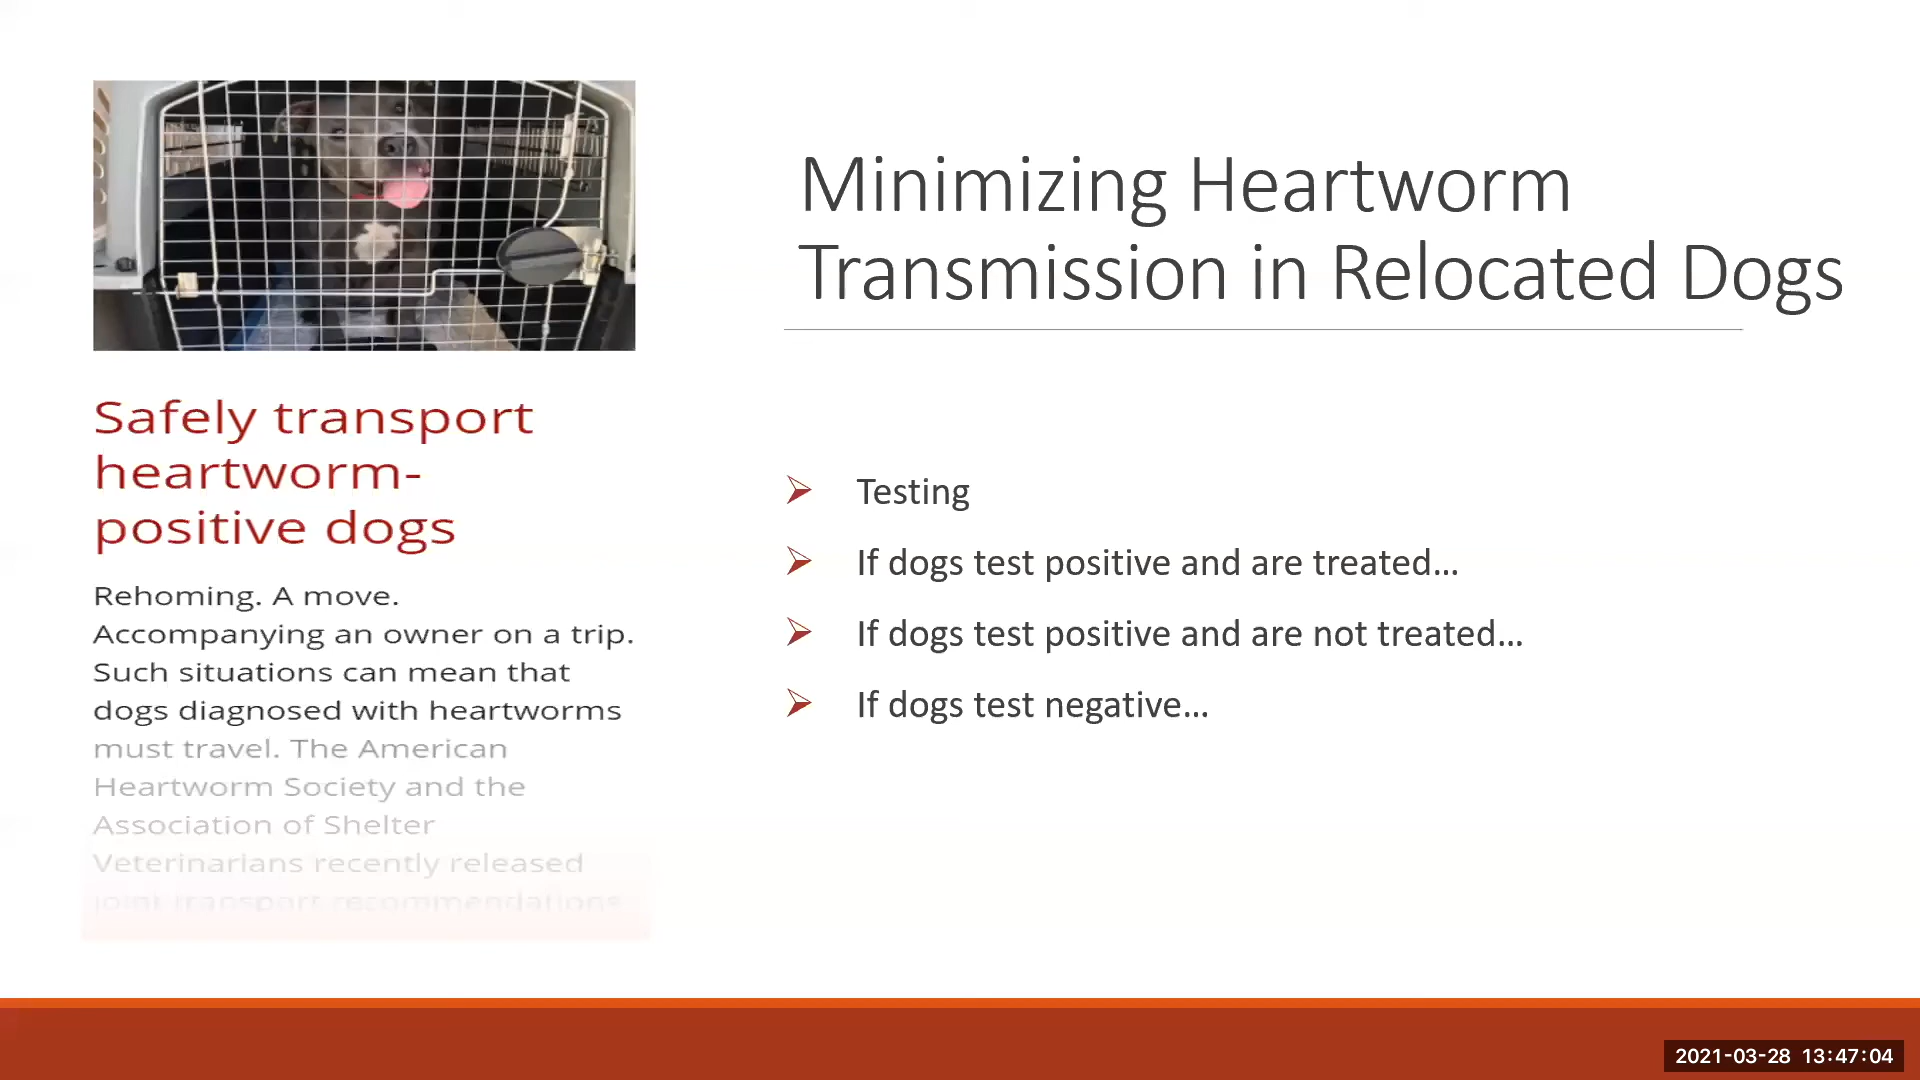 Minimizing Heartworm
Transmission in Relocated Dogs
Safely transport
heartworm-
positive dogs
Rehoming. A move.
Accompanying an owner on a trip.
Such situations can mean that
dogs diagnosed with heartworms
must travel. The American
Heartworm Society and the
Association of Shelter
Veterinarians recently released
joint transport recommendations
Testing
If dogs test positive and are treated...
If dogs test positive and are not treated...
If dogs test negative...
2021-03-28 13:47:04